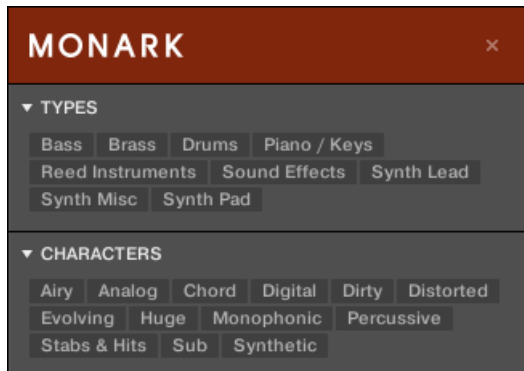 MONARK ×
▼ TYPES
Bass Brass Drums Piano / Keys
Reed Instruments Sound Effects Synth Lead
Synth Misc Synth Pad
▼ CHARACTERS
Airy Analog Chord Digital Dirty Distorted
Evolving Huge Monophonic Percussive
Stabs & Hits Sub Synthetic